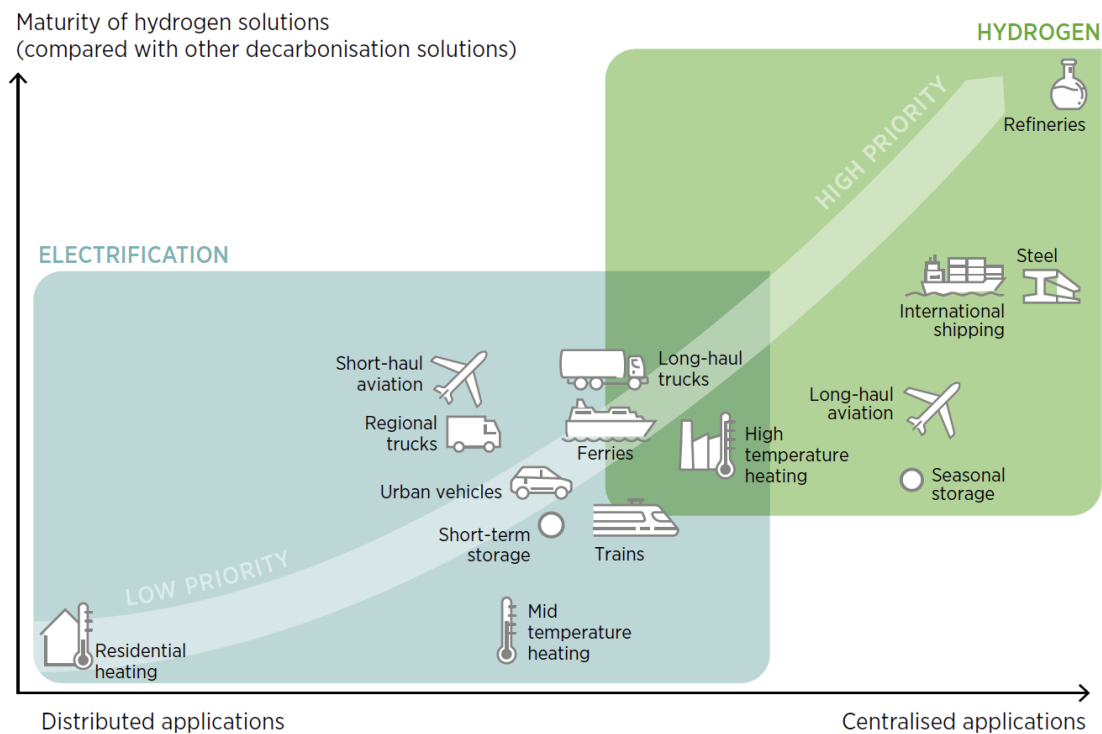 Maturity of hydrogen solutions
(compared with other decarbonisation solutions)
HYDROGEN
HIGH PRIORITY
Refineries
ELECTRIFICATION
Steel
International
shipping
Short-haul
aviation
Long-haul
trucks
Long-haul
aviation
Regional
trucks
Ferries
High
temperature
heating
Urban vehicles
Seasonal
storage
Short-term
storage
Trains
LOW PRIORITY
Mid
temperature
heating
Residential
heating
Distributed applications
Centralised applications